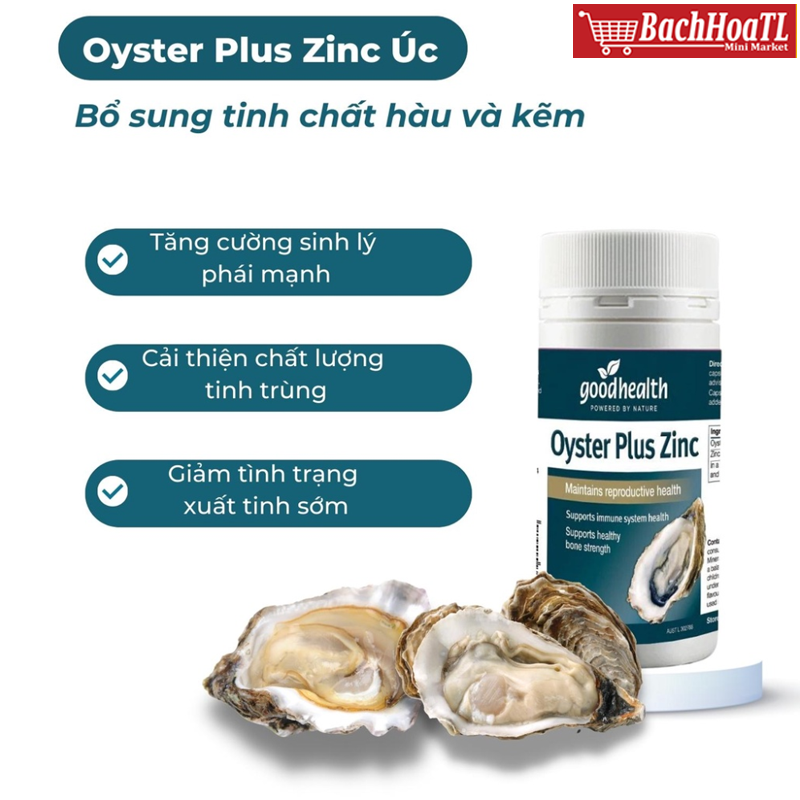 BachHoaTL
Mini Market
Oyster Plus Zinc Úc
Bổ sung tinh chất hàu và kẽm
Tăng cường sinh lý
phái mạnh
Cải thiện chất lượng
tinh trùng
Giảm tình trạng
xuất tinh sớm
goodhealth
POWERED BY NATURE
Oyster Plus Zinc
Maintains reproductive health
Supports immune system health
Supports healthy
bone strength